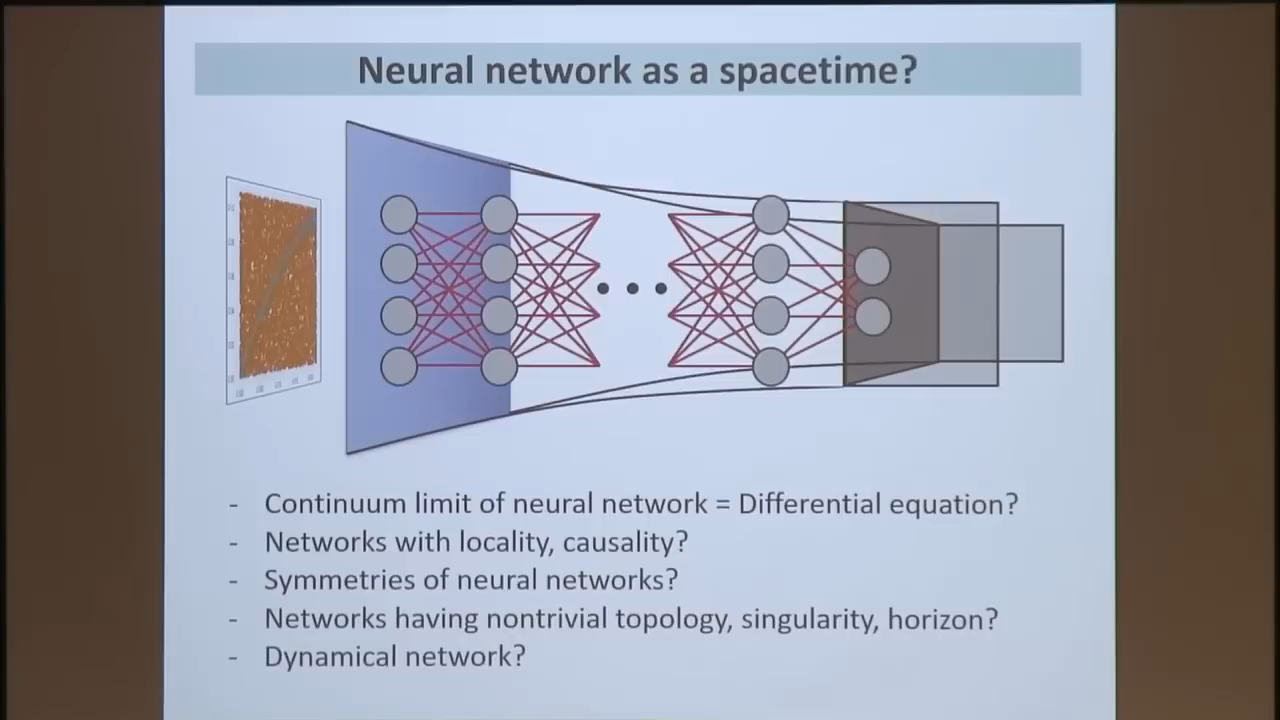 Neural network as a spacetime?
- Continuum limit of neural network = Differential equation?
- Networks with locality, causality?
- Symmetries of neural networks?
- Networks having nontrivial topology, singularity, horizon?
- Dynamical network?